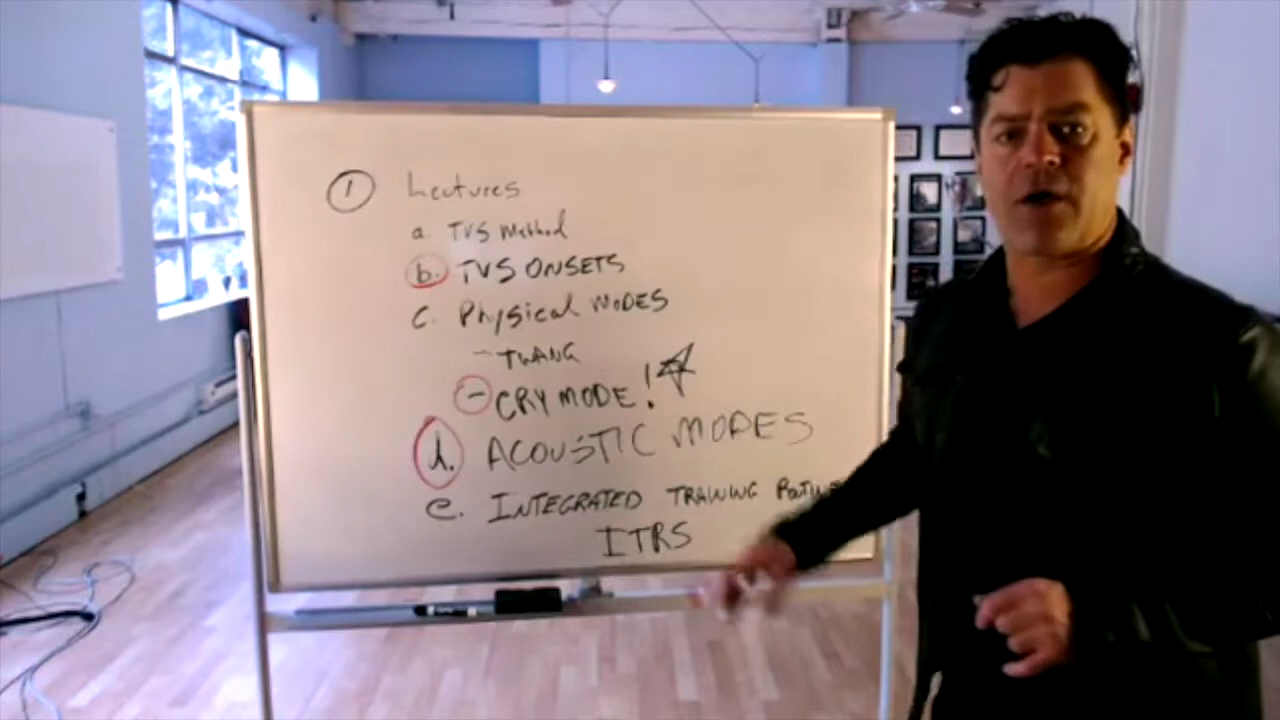 1 Lectures
a. TVS Method
b. TVS ONSETS
c. Physical MODES
- TWANG
- CRY MODE!
d. ACOUSTIC MODES
e. INTEGRATED TRAINING
ITRS